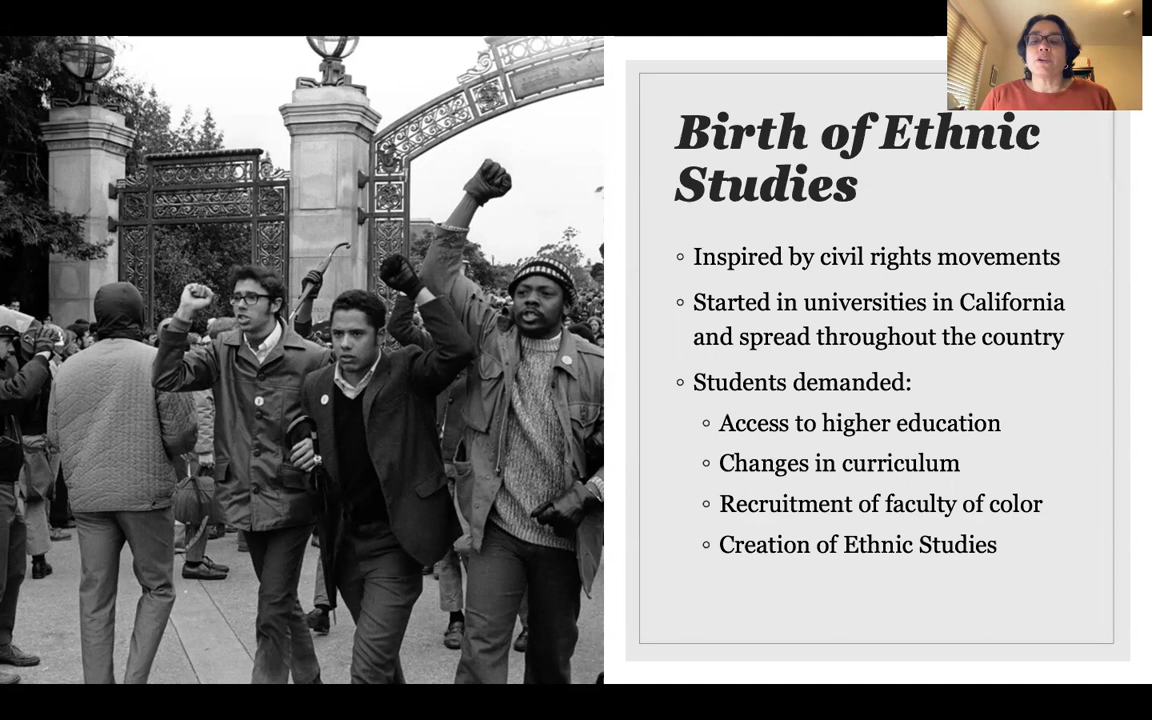 Birth of Ethnic
Studies
◦ Inspired by civil rights movements
◦ Started in universities in California
and spread throughout the country
◦ Students demanded:
◦ Access to higher education
◦ Changes in curriculum
◦ Recruitment of faculty of color
◦ Creation of Ethnic Studies